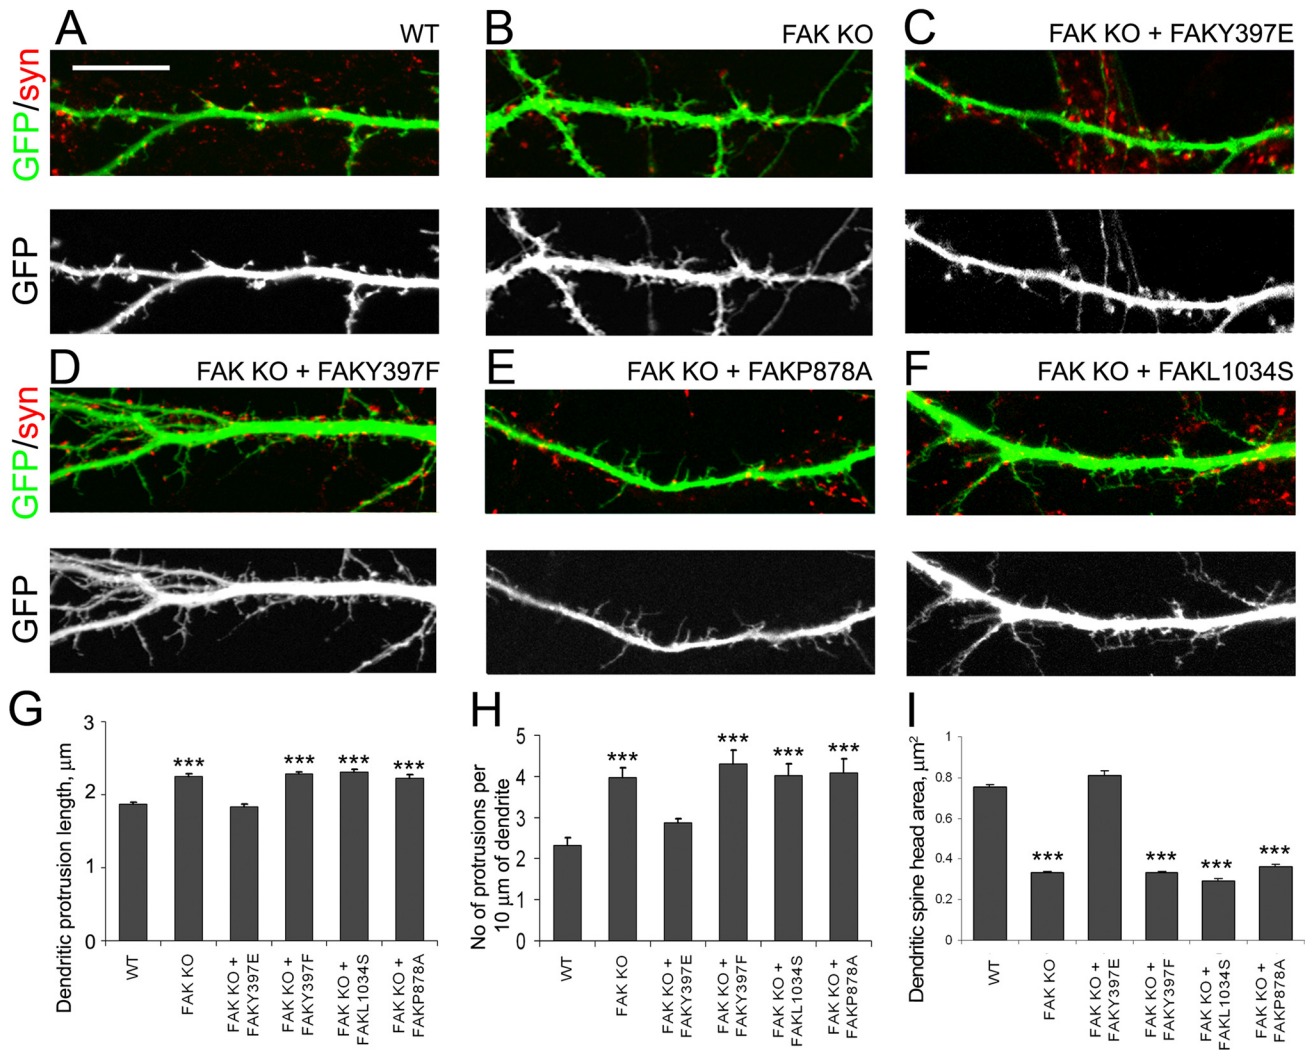 A WT
B FAK KO
C FAK KO + FAKY397E
GFP/syn
GFP
D FAK KO + FAKY397F
E FAK KO + FAKP878A
F FAK KO + FAKL1034S
GFP/syn
GFP
G
Dendritic protrusion length, μm
3
2
1
0
***
***
***
***
WT
FAK KO
FAK KO +
FAKY397E
FAK KO +
FAKY397F
FAK KO +
FAKL1034S
FAK KO +
FAKP878A
H
No of protrusions per
10 μm of dendrite
5
4
3
2
1
0
***
***
***
***
WT
FAK KO
FAK KO +
FAKY397E
FAK KO +
FAKY397F
FAK KO +
FAKL1034S
FAK KO +
FAKP878A
I
Dendritic spine head area, μm²
1
0.8
0.6
0.4
0.2
0
***
***
***
***
WT
FAK KO
FAK KO +
FAKY397E
FAK KO +
FAKY397F
FAK KO +
FAKL1034S
FAK KO +
FAKP878A